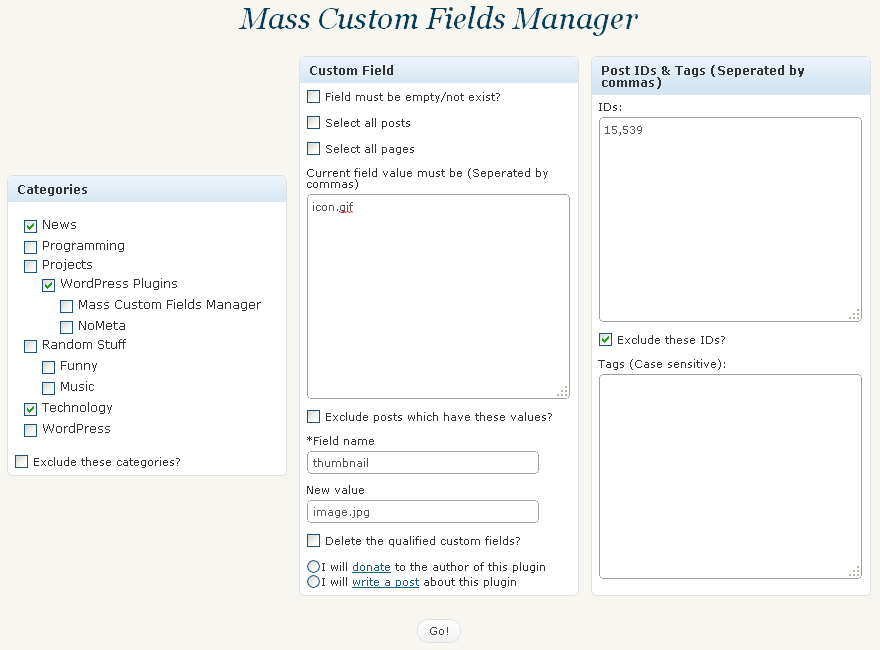 Mass Custom Fields Manager
Categories
News
Programming
Projects
WordPress Plugins
Mass Custom Fields Manager
NoMeta
Random Stuff
Funny
Music
Technology
WordPress
Exclude these categories?
Custom Field
Field must be empty/not exist?
Select all posts
Select all pages
Current field value must be (Seperated by
commas)
icon.gif
Exclude posts which have these values?
*Field name
thumbnail
New value
image.jpg
Delete the qualified custom fields?
I will donate to the author of this plugin
I will write a post about this plugin
Post IDs & Tags (Seperated by
commas)
IDs:
15,539
Exclude these IDs?
Tags (Case sensitive):
Go!